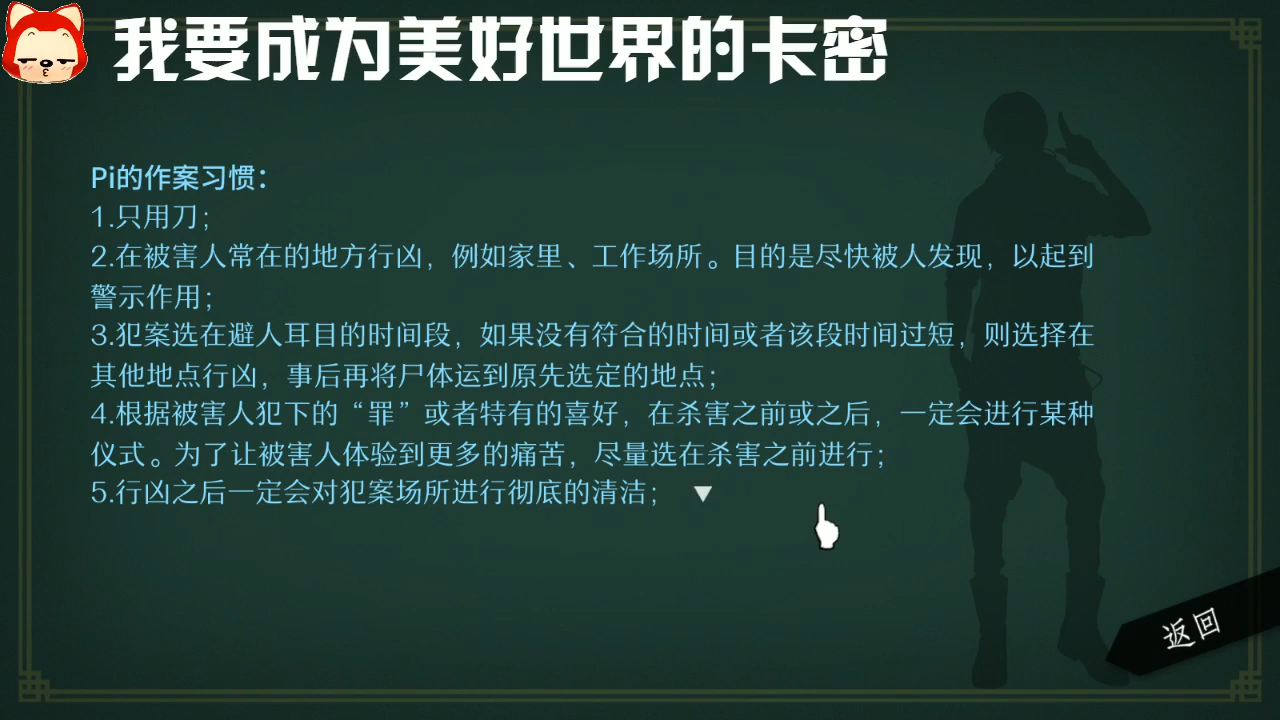 我要成为美好世界的卡密
Pi的作案习惯：
1.只用刀；
2.在被害人常在的地方行凶，例如家里、工作场所。目的是尽快被人发现，以起到
警示作用；
3.犯案选在避人耳目的时间段，如果没有符合的时间或者该段时间过短，则选择在
其他地点行凶，事后再将尸体运到原先选定的地点；
4.根据被害人犯下的“罪”或者特有的喜好，在杀害之前或之后，一定会进行某种
仪式。为了让被害人体验到更多的痛苦，尽量选在杀害之前进行；
5.行凶之后一定会对犯案场所进行彻底的清洁；
返回